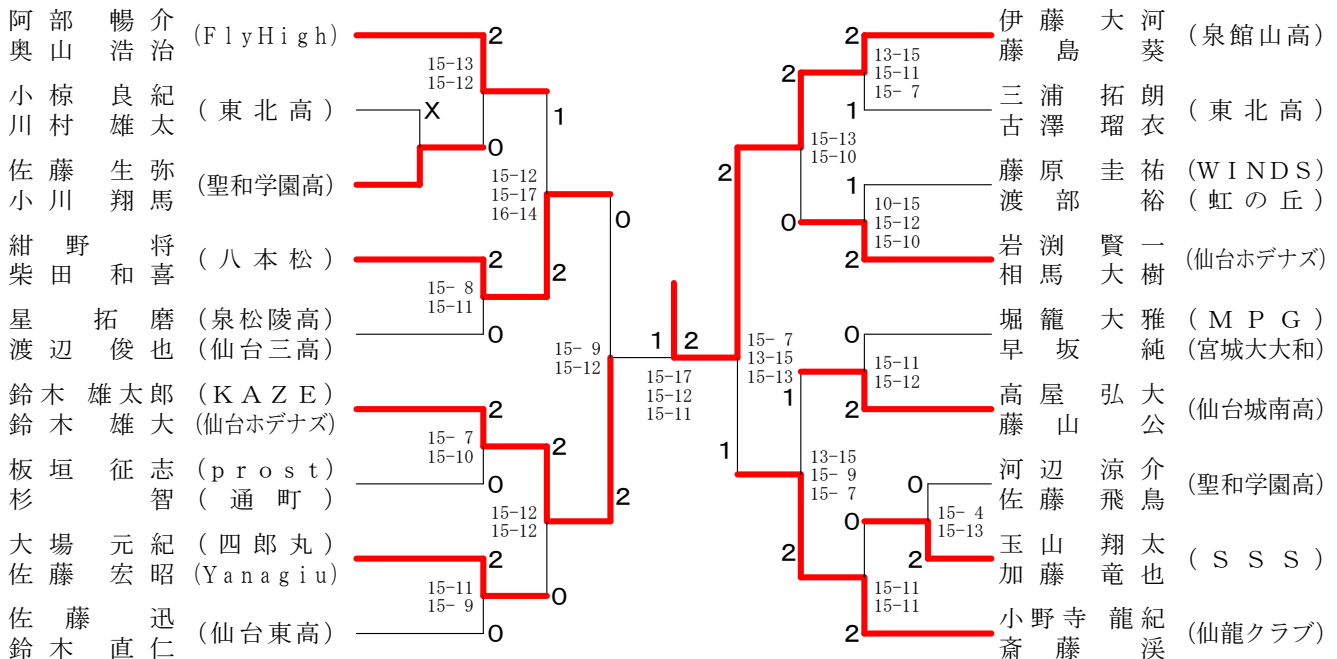 阿部 暢介 (FlyHigh)
奥山 浩治
2
15-13
15-12
小椋 良紀 (東北高)
川村 雄太
X
0
佐藤 生弥 (聖和学園高)
小川 翔馬
1
15-12
15-17
16-14
紺野 将 (八本松)
柴田 和喜
2
15- 8
15-11
2
星 拓磨 (泉松陵高)
渡辺 俊也 (仙台三高)
0
0
15- 9
15-12
鈴木 雄太郎 (KAZE)
鈴木 雄大 (仙台ホデナズ)
2
15- 7
15-10
2
板垣 征志 (prost)
杉 智 (通町)
0
15-12
15-12
2
大場 元紀 (四郎丸)
佐藤 宏昭 (Yanagiu)
2
15-11
15- 9
0
佐藤 迅 (仙台東高)
鈴木 直仁
0
1 2
15-17
15-12
15-11
伊藤 大河 (泉館山高)
藤島 葵
2
13-15
15-11
15- 7
2
三浦 拓朗 (東北高)
古澤 瑠衣
1
15-13
15-10
2
藤原 圭祐 (WINDS)
渡部 裕 (虹の丘)
1
10-15
15-12
15-10
0
岩渕 賢一 (仙台ホデナズ)
相馬 大樹
2
15- 7
13-15
15-13
堀籠 大雅 (MPG)
早坂 純 (宮城大大和)
0
15-11
15-12
1
高屋 弘大 (仙台城南高)
藤山 公
2
1
13-15
15- 9
15- 7
河辺 涼介 (聖和学園高)
佐藤 飛鳥
0
15- 4
15-13
0
玉山 翔太 (SSS)
加藤 竜也
2
2
15-11
15-11
小野寺 龍紀 (仙龍クラブ)
斎藤 渓
2